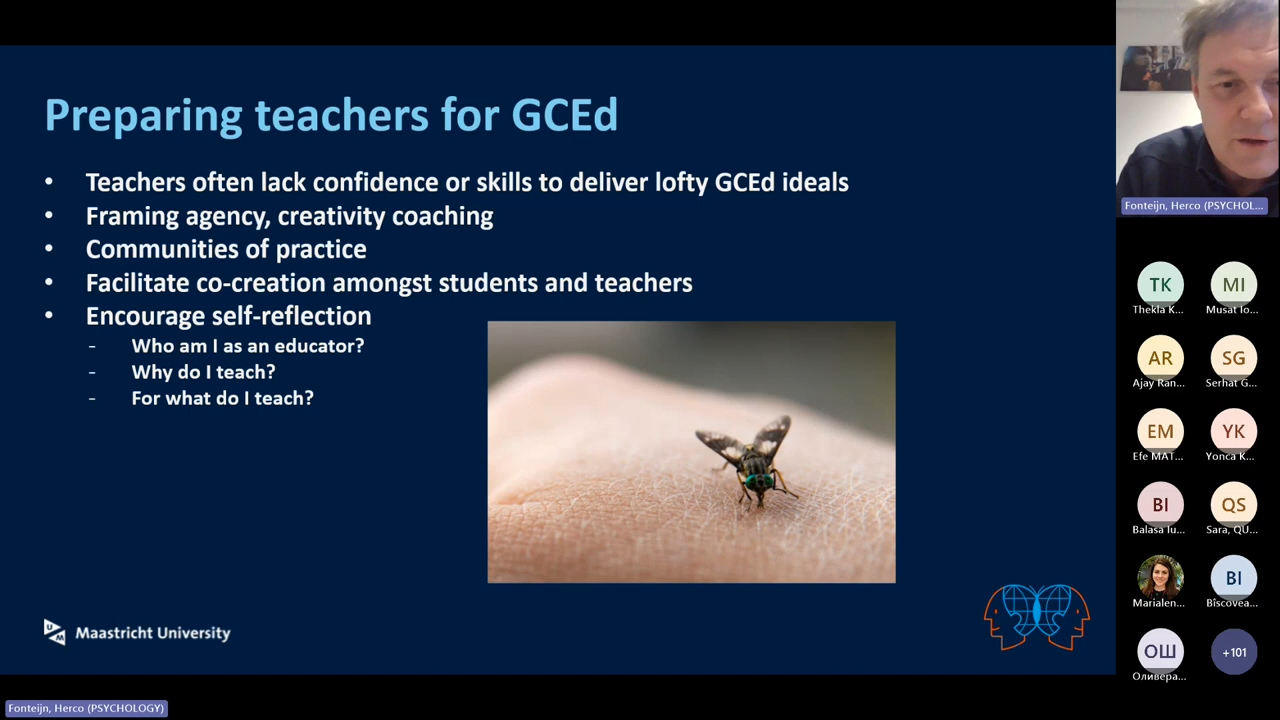 Preparing teachers for GCEd
• Teachers often lack confidence or skills to deliver lofty GCEd ideals
• Framing agency, creativity coaching
• Communities of practice
• Facilitate co-creation amongst students and teachers
• Encourage self-reflection
- Who am I as an educator?
- Why do I teach?
- For what do I teach?
UM
Maastricht University
Fonteijn, Herco (PSYCHOL...
TK
Thekla K...
MI
Musat Io...
AR
Ajay Ran...
SG
Serhat G...
EM
Efe MAT...
YK
Yonca K...
BI
Balasa Iu...
QS
Sara, QU...
Marialen...
BI
Bîscovea...
ОШ
Оливера...
+101
Fonteijn, Herco (PSYCHOLOGY)